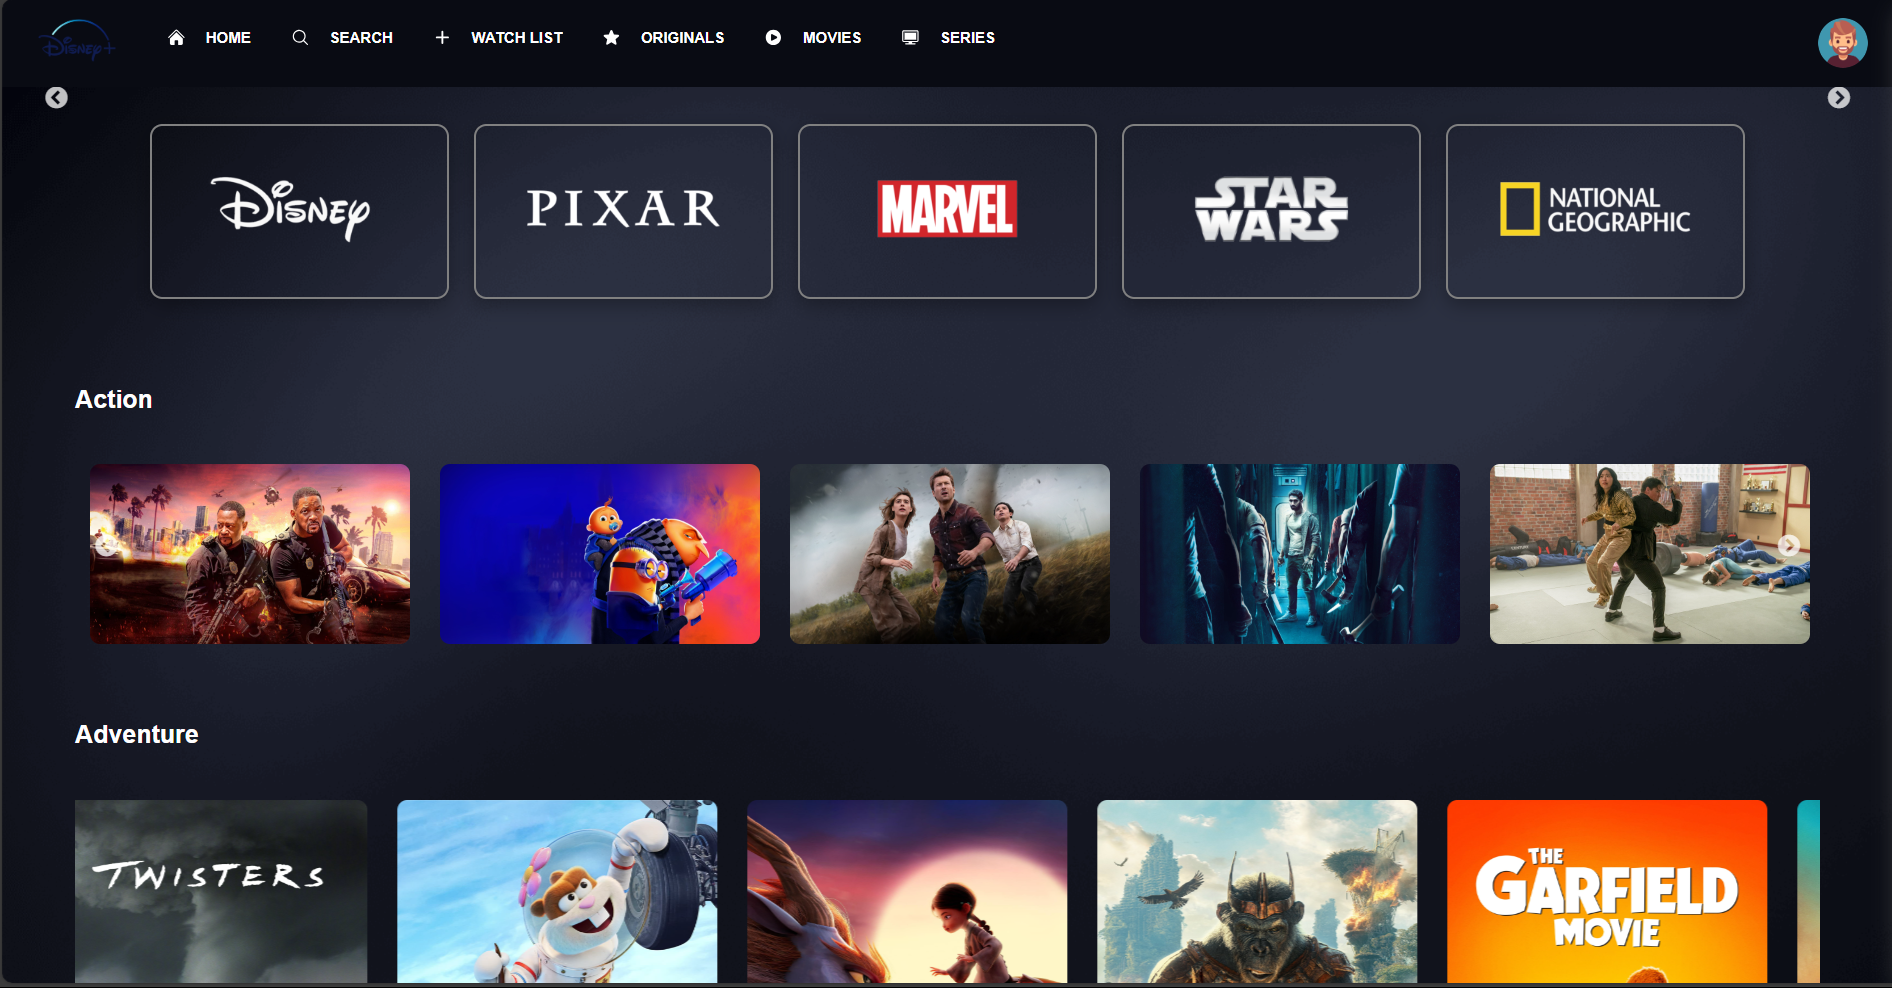 Disney+
HOME
SEARCH
WATCH LIST
ORIGINALS
MOVIES
SERIES
Disney
PIXAR
MARVEL
STAR
WARS
NATIONAL
GEOGRAPHIC
Action
Adventure
TWISTERS
THE
GARFIELD
MOVIE